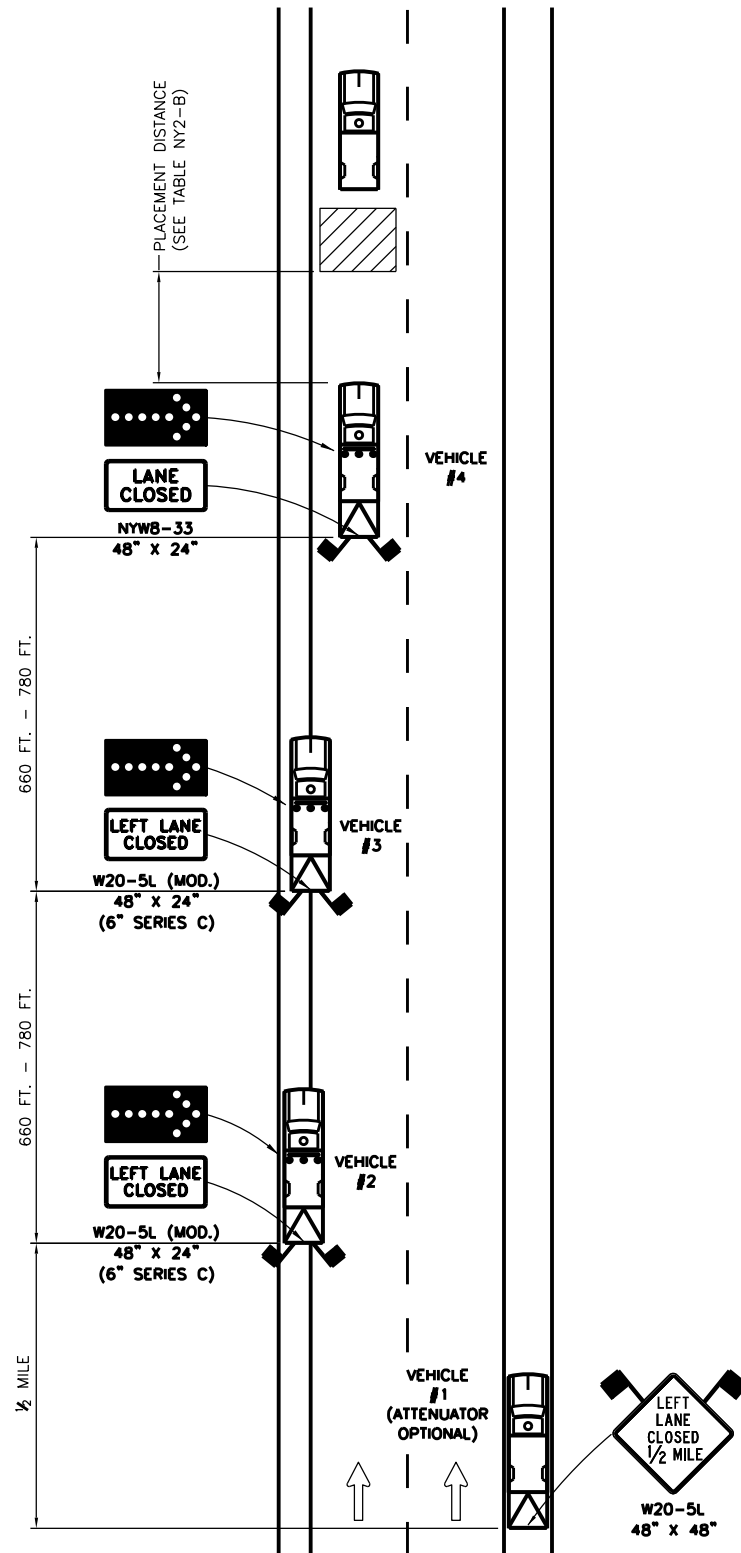 PLACEMENT DISTANCE
(SEE TABLE NY2-B)
LANE
CLOSED
NYW8-33
48" X 24"
VEHICLE
#4
660 FT. - 780 FT.
LEFT LANE
CLOSED
W20-5L (MOD.)
48" X 24"
(6" SERIES C)
VEHICLE
#3
660 FT. - 780 FT.
LEFT LANE
CLOSED
W20-5L (MOD.)
48" X 24"
(6" SERIES C)
VEHICLE
#2
½ MILE
VEHICLE
#1
(ATTENUATOR
OPTIONAL)
LEFT
LANE
CLOSED
1/2 MILE
W20-5L
48" X 48"